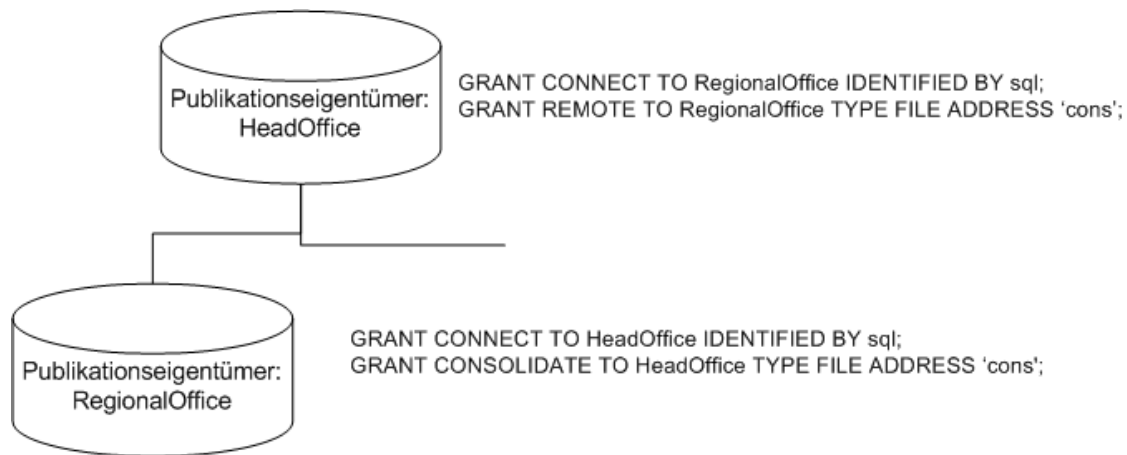 Publikationseigentümer:
HeadOffice
GRANT CONNECT TO RegionalOffice IDENTIFIED BY sql;
GRANT REMOTE TO RegionalOffice TYPE FILE ADDRESS ‘cons’;
Publikationseigentümer:
RegionalOffice
GRANT CONNECT TO HeadOffice IDENTIFIED BY sql;
GRANT CONSOLIDATE TO HeadOffice TYPE FILE ADDRESS ‘cons';